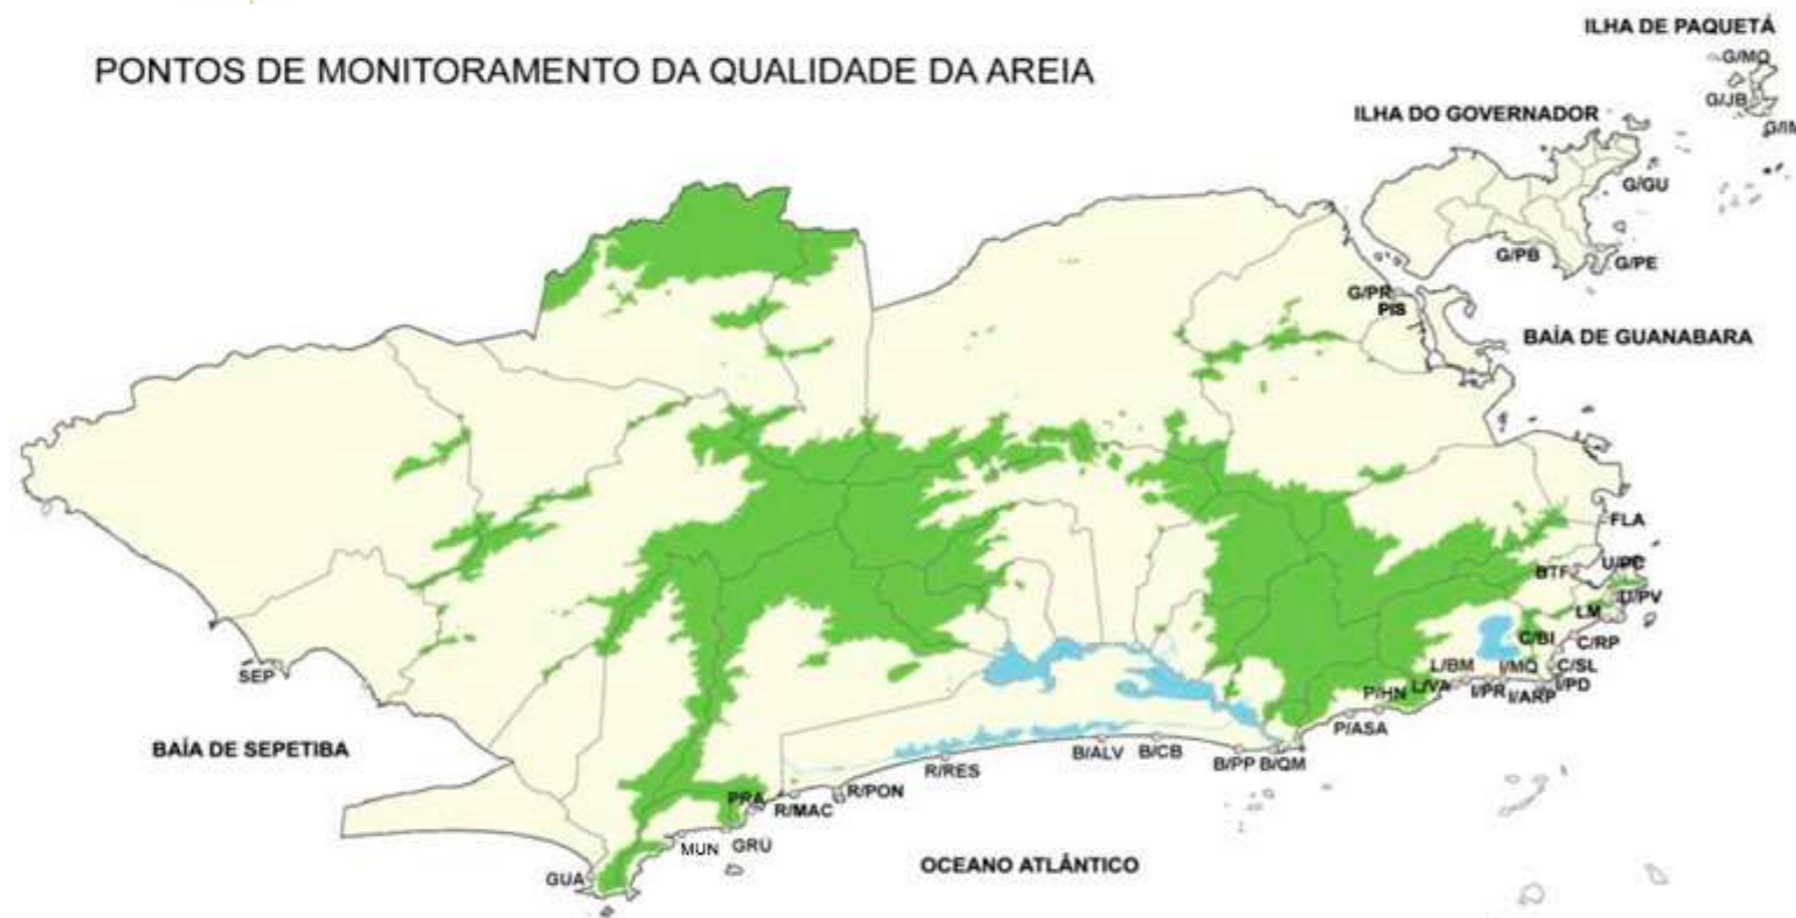 ILHA DE PAQUETÁ
PONTOS DE MONITORAMENTO DA QUALIDADE DA AREIA
G/MO
G/JB
G/IM
ILHA DO GOVERNADOR
G/GU
G/PB
G/PE
G/PR
PIS
BAÍA DE GUANABARA
FLA
BTF
U/PC
U/PV
LM
C/BI
C/RP
SEP
L/BM
I/MQ
C/SL
L/VA
I/PR
I/ARP
I/PD
P/HN
P/ASA
BAÍA DE SEPETIBA
B/ALV
B/CB
B/PP
B/QM
R/RES
R/PON
PRA
R/MAC
MUN
GRU
GUA
OCEANO ATLÂNTICO